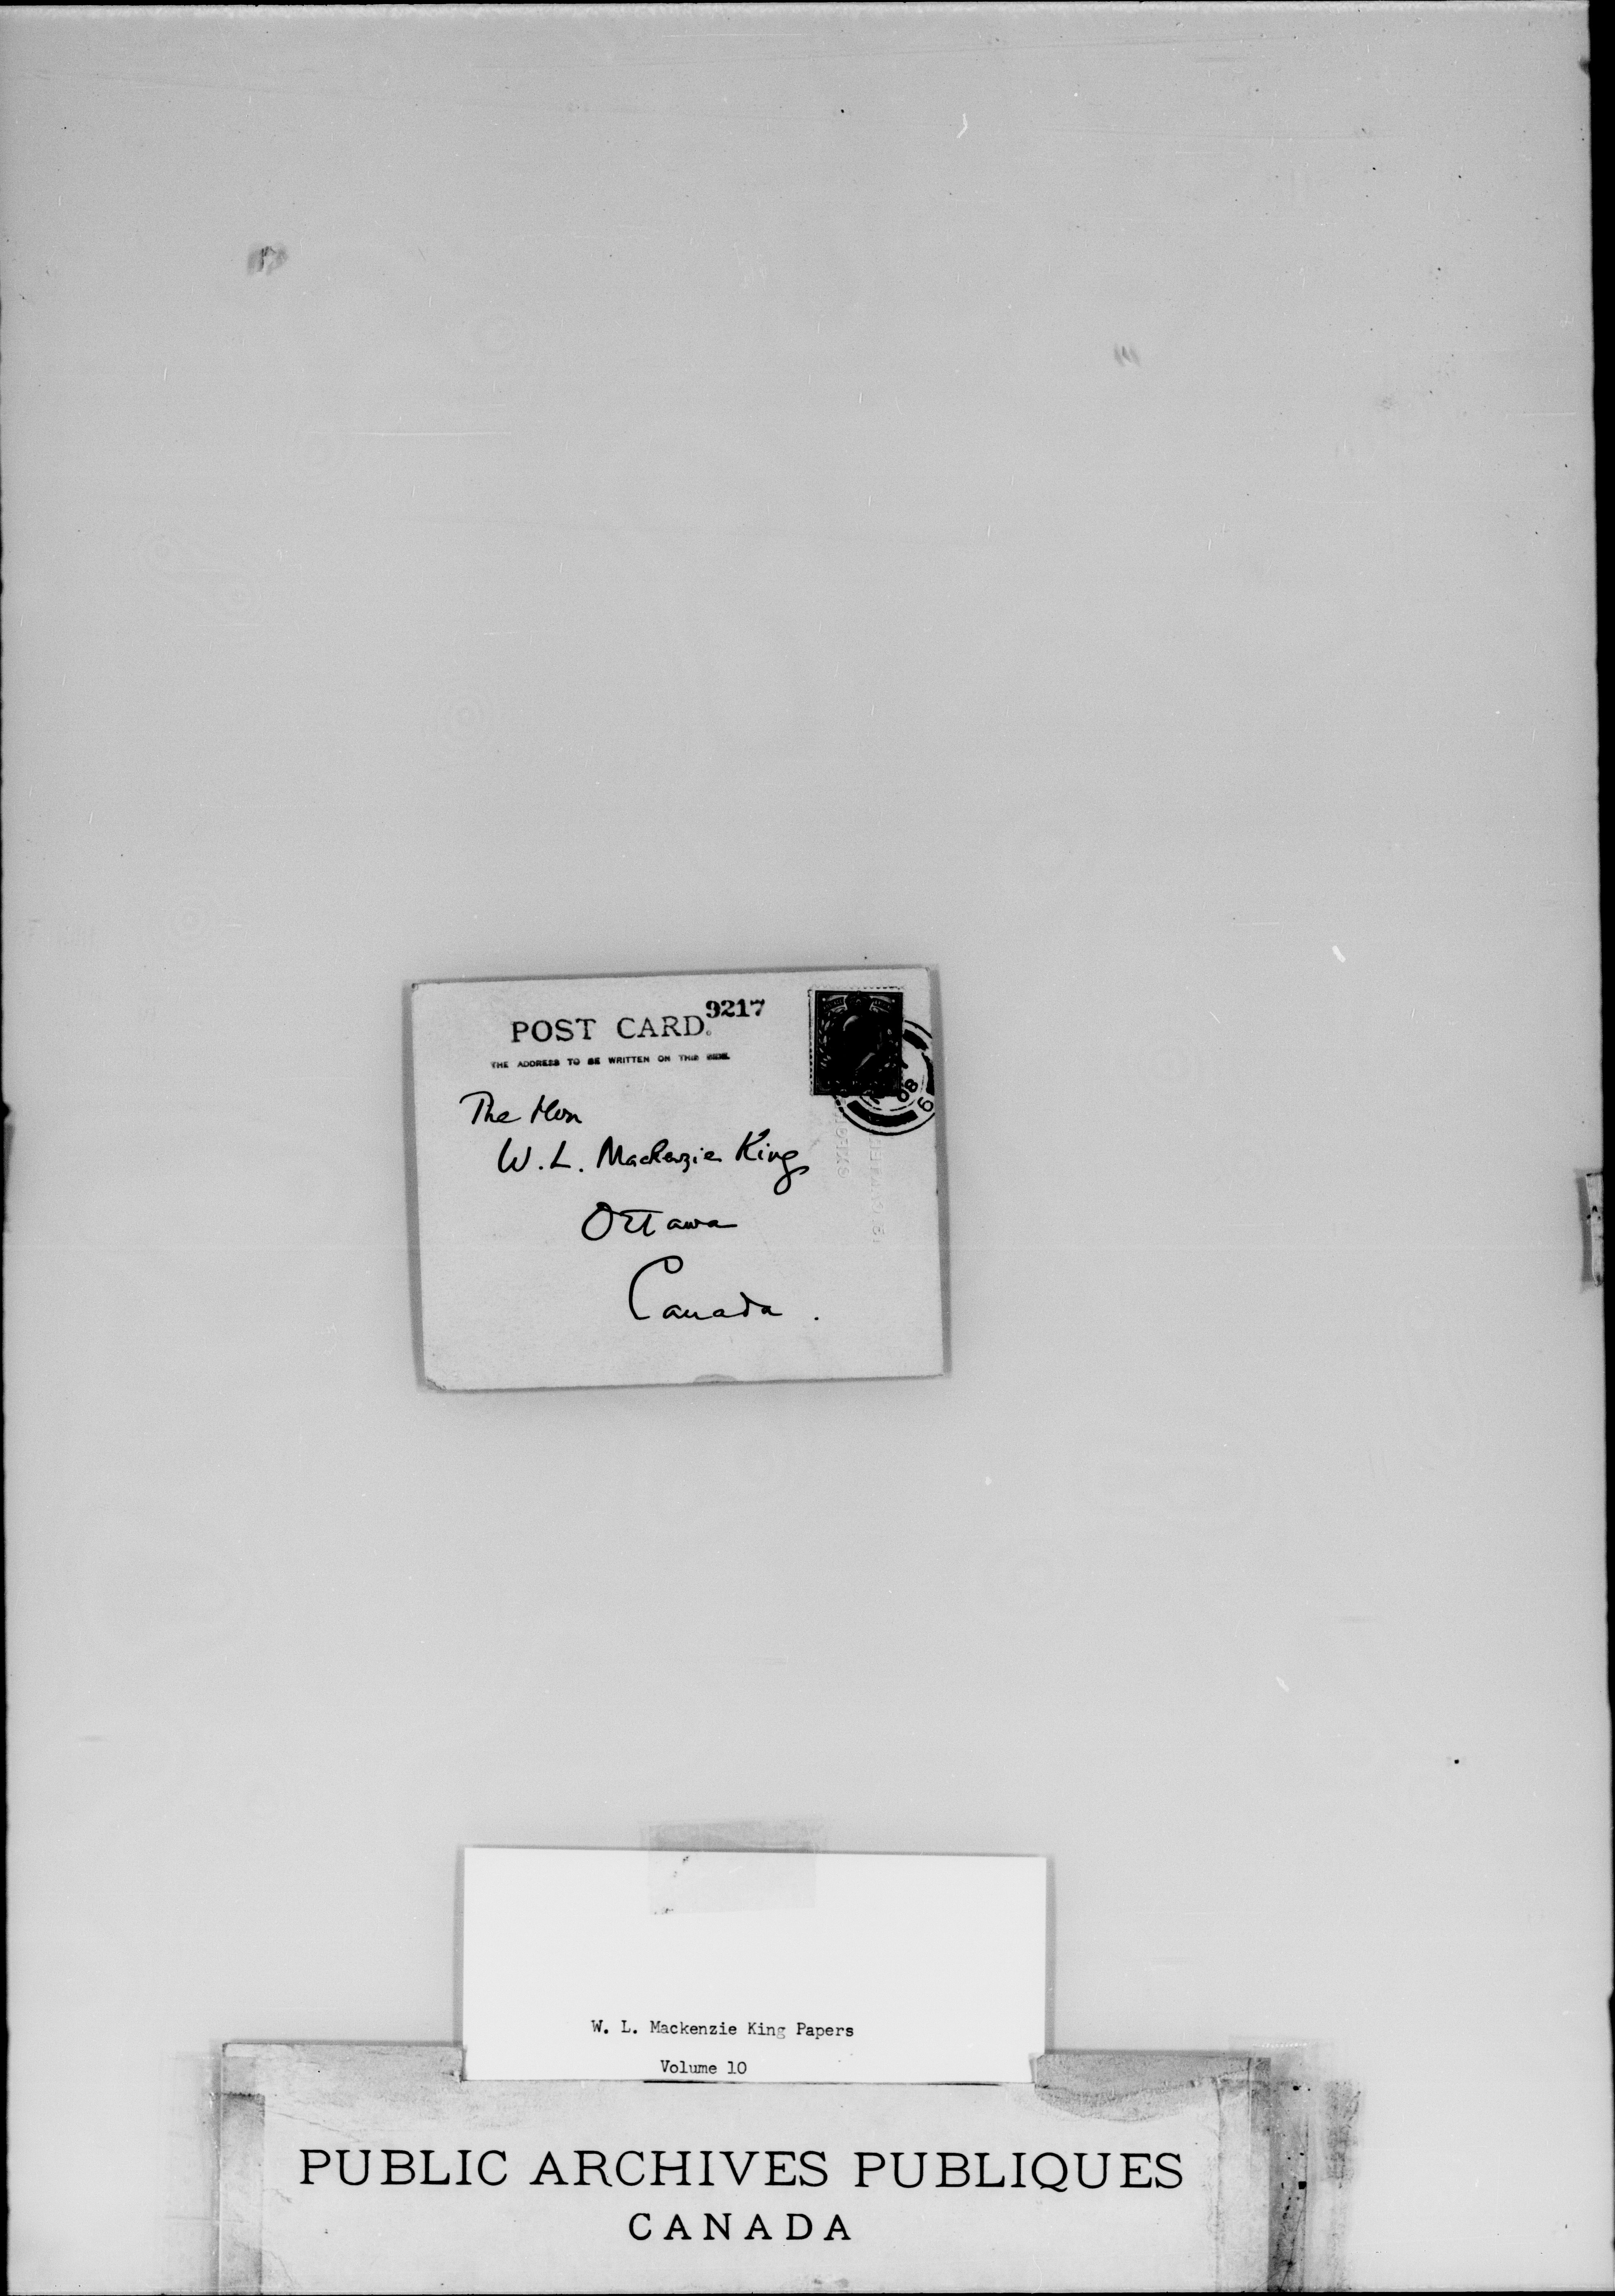 9217
POST CARD.
THE ADDRESS TO BE WRITTEN ON THIS SIDE.
The Hon
W. L. Mackenzie King
Ottawa
Canada.
08
W. L. Mackenzie King Papers
Volume 10
PUBLIC ARCHIVES PUBLIQUES
CANADA